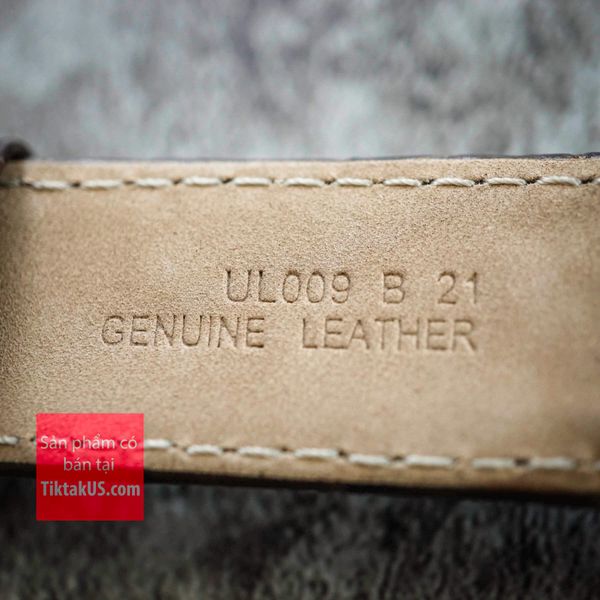 UL009 B 21
GENUINE LEATHER
Sản phẩm có
bán tại
TiktakUS.com